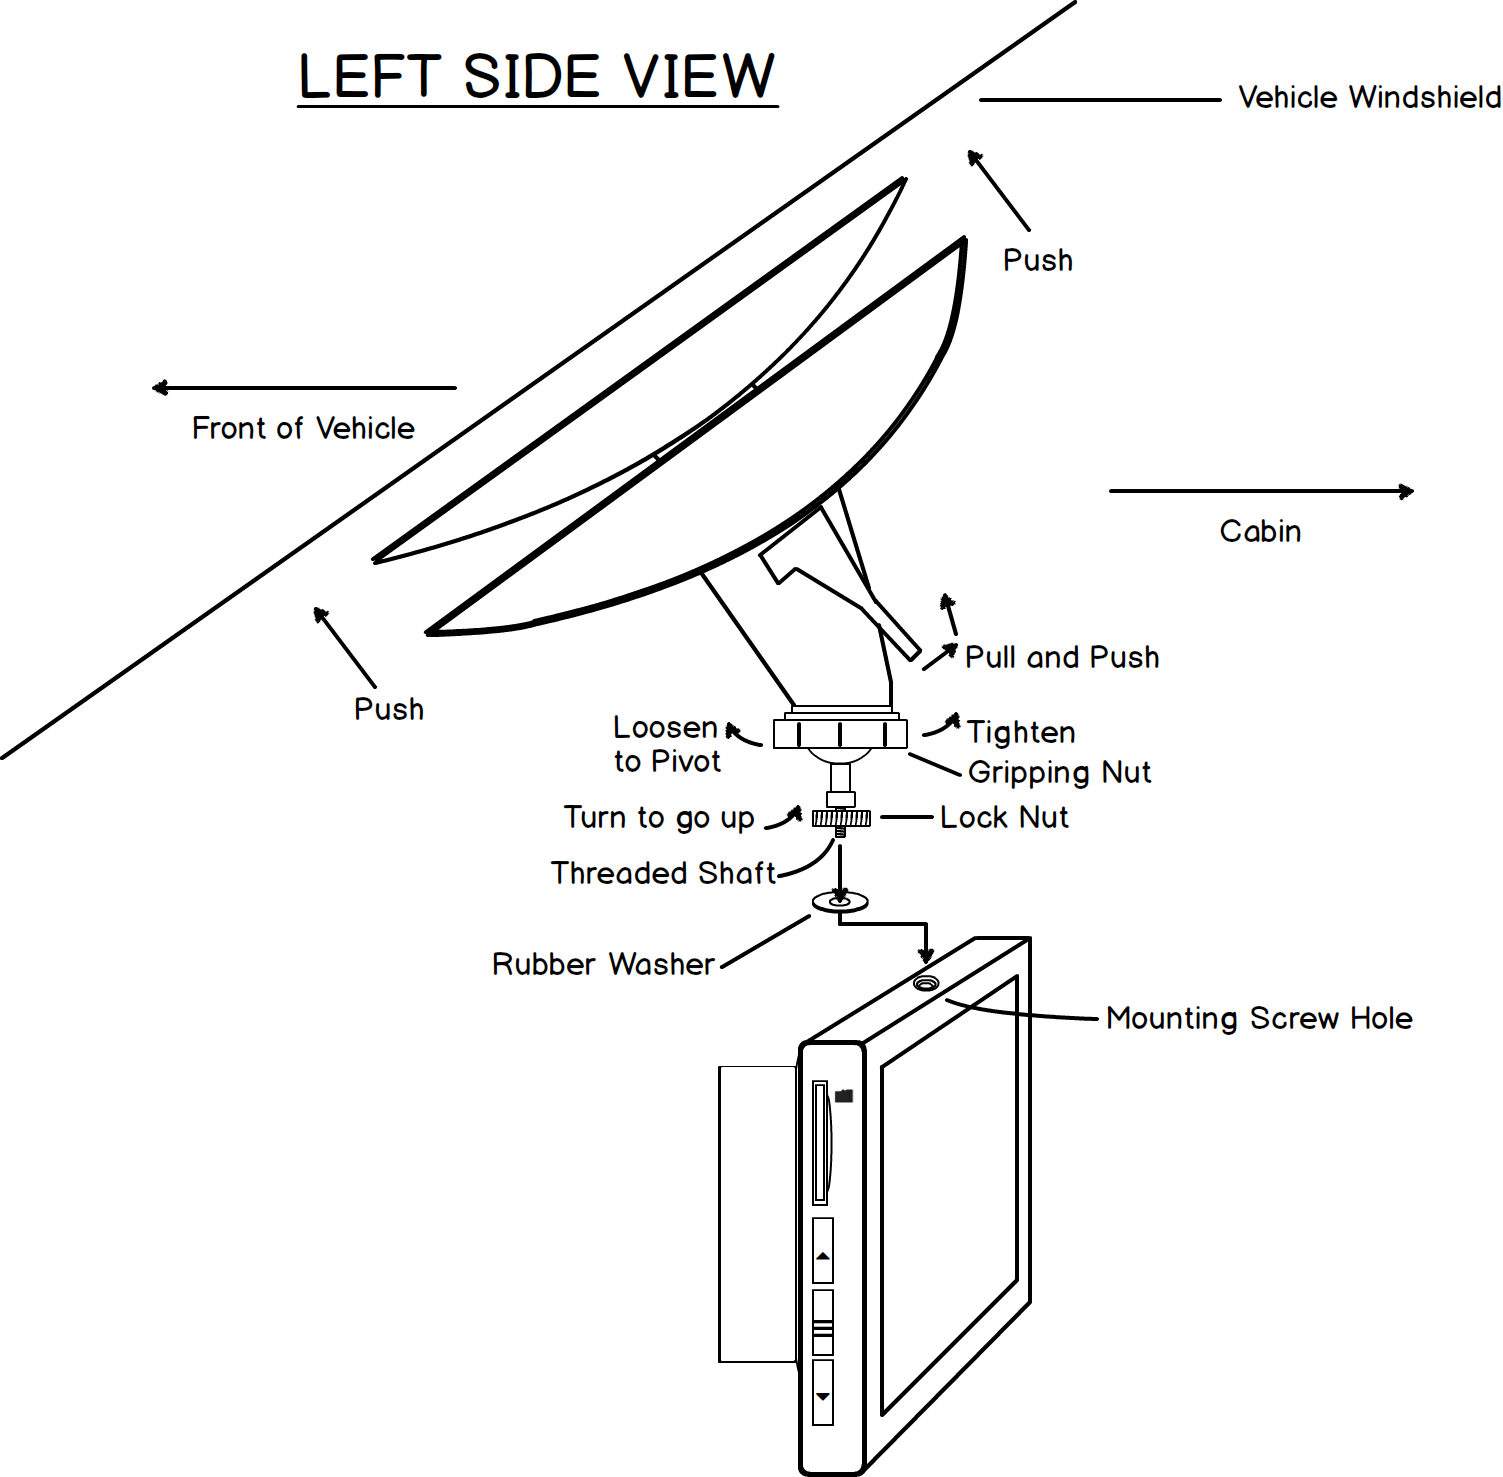 LEFT SIDE VIEW
Vehicle Windshield
Push
Front of Vehicle
Cabin
Pull and Push
Push
Loosen
to Pivot
Tighten
Gripping Nut
Turn to go up
Lock Nut
Threaded Shaft
Rubber Washer
Mounting Screw Hole